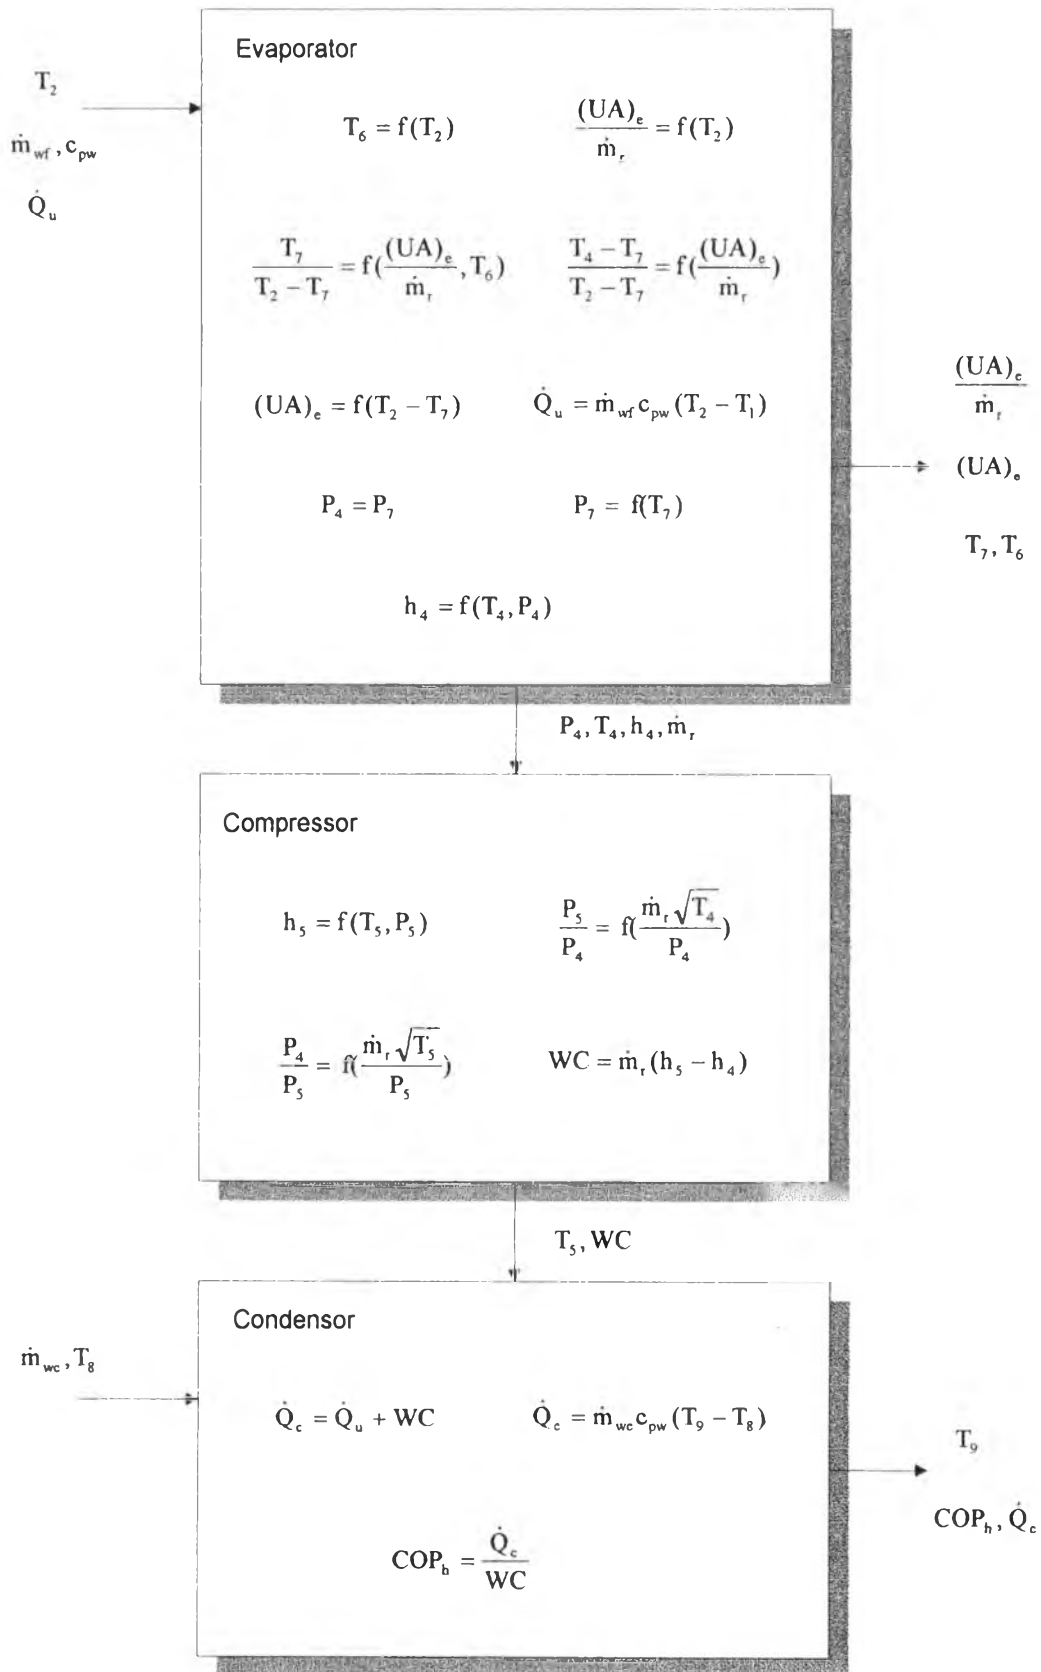 Evaporator
T₂
ṁ_wf, c_pw
Q̇_u
T₆ = f(T₂)
(UA)_e / ṁ_r = f(T₂)
T₇ / (T₂ − T₇) = f((UA)_e / ṁ_r, T₆)
(T₄ − T₇) / (T₂ − T₇) = f((UA)_e / ṁ_r)
(UA)_e = f(T₂ − T₇)
Q̇_u = ṁ_wf c_pw (T₂ − T₁)
P₄ = P₇
P₇ = f(T₇)
h₄ = f(T₄, P₄)
(UA)_e / ṁ_r
(UA)_e
T₇, T₆
P₄, T₄, h₄, ṁ_r
Compressor
h₅ = f(T₅, P₅)
P₅ / P₄ = f(ṁ_r √T₄ / P₄)
P₄ / P₅ = f(ṁ_r √T₅ / P₅)
WC = ṁ_r (h₅ − h₄)
T₅, WC
Condensor
ṁ_wc, T₈
Q̇_c = Q̇_u + WC
Q̇_c = ṁ_wc c_pw (T₉ − T₈)
COP_h = Q̇_c / WC
T₉
COP_h, Q̇_c